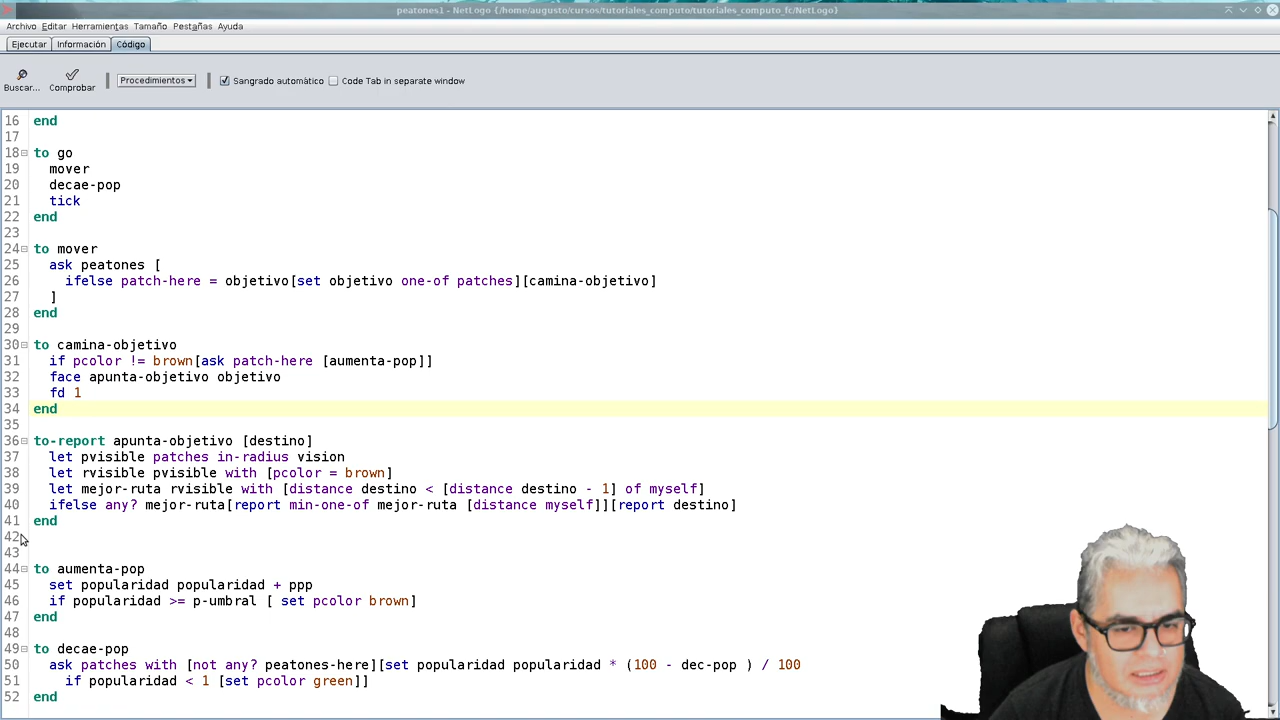 peatones1 - NetLogo {/home/augusto/cursos/tutoriales_computo/tutoriales_computo_fc/NetLogo}
Archivo Editar Herramientas Tamaño Pestañas Ayuda
Ejecutar Información Código
Buscar... Comprobar Procedimientos Sangrado automático Code Tab in separate window
16 end
17
18 to go
19 mover
20 decae-pop
21 tick
22 end
23
24 to mover
25 ask peatones [
26 ifelse patch-here = objetivo[set objetivo one-of patches][camina-objetivo]
27 ]
28 end
29
30 to camina-objetivo
31 if pcolor != brown[ask patch-here [aumenta-pop]]
32 face apunta-objetivo objetivo
33 fd 1
34 end
35
36 to-report apunta-objetivo [destino]
37 let pvisible patches in-radius vision
38 let rvisible pvisible with [pcolor = brown]
39 let mejor-ruta rvisible with [distance destino < [distance destino - 1] of myself]
40 ifelse any? mejor-ruta[report min-one-of mejor-ruta [distance myself]][report destino]
41 end
42
43
44 to aumenta-pop
45 set popularidad popularidad + ppp
46 if popularidad >= p-umbral [ set pcolor brown]
47 end
48
49 to decae-pop
50 ask patches with [not any? peatones-here][set popularidad popularidad * (100 - dec-pop ) / 100
51 if popularidad < 1 [set pcolor green]]
52 end